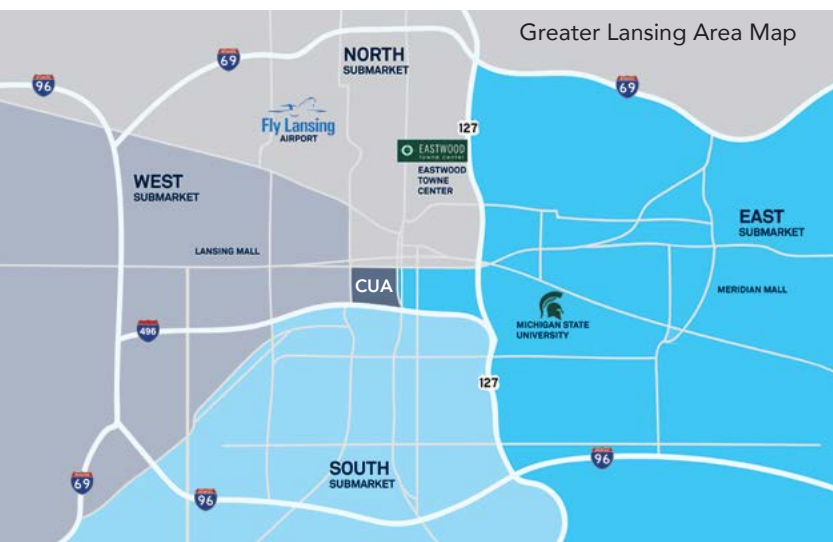 Greater Lansing Area Map
NORTH
SUBMARKET
69
96
69
Fly Lansing
AIRPORT
127
EASTWOOD
towne center
EASTWOOD
TOWNE
CENTER
WEST
SUBMARKET
EAST
SUBMARKET
LANSING MALL
CUA
MERIDIAN MALL
MICHIGAN STATE
UNIVERSITY
496
127
SOUTH
SUBMARKET
96
69
96